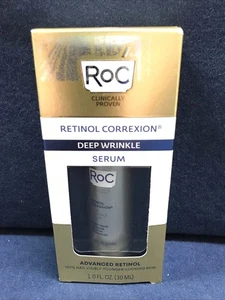 RoC
CLINICALLY
PROVEN
RETINOL CORREXION®
DEEP WRINKLE
SERUM
RoC
ADVANCED RETINOL
1.0 FL. OZ. (30 ML)